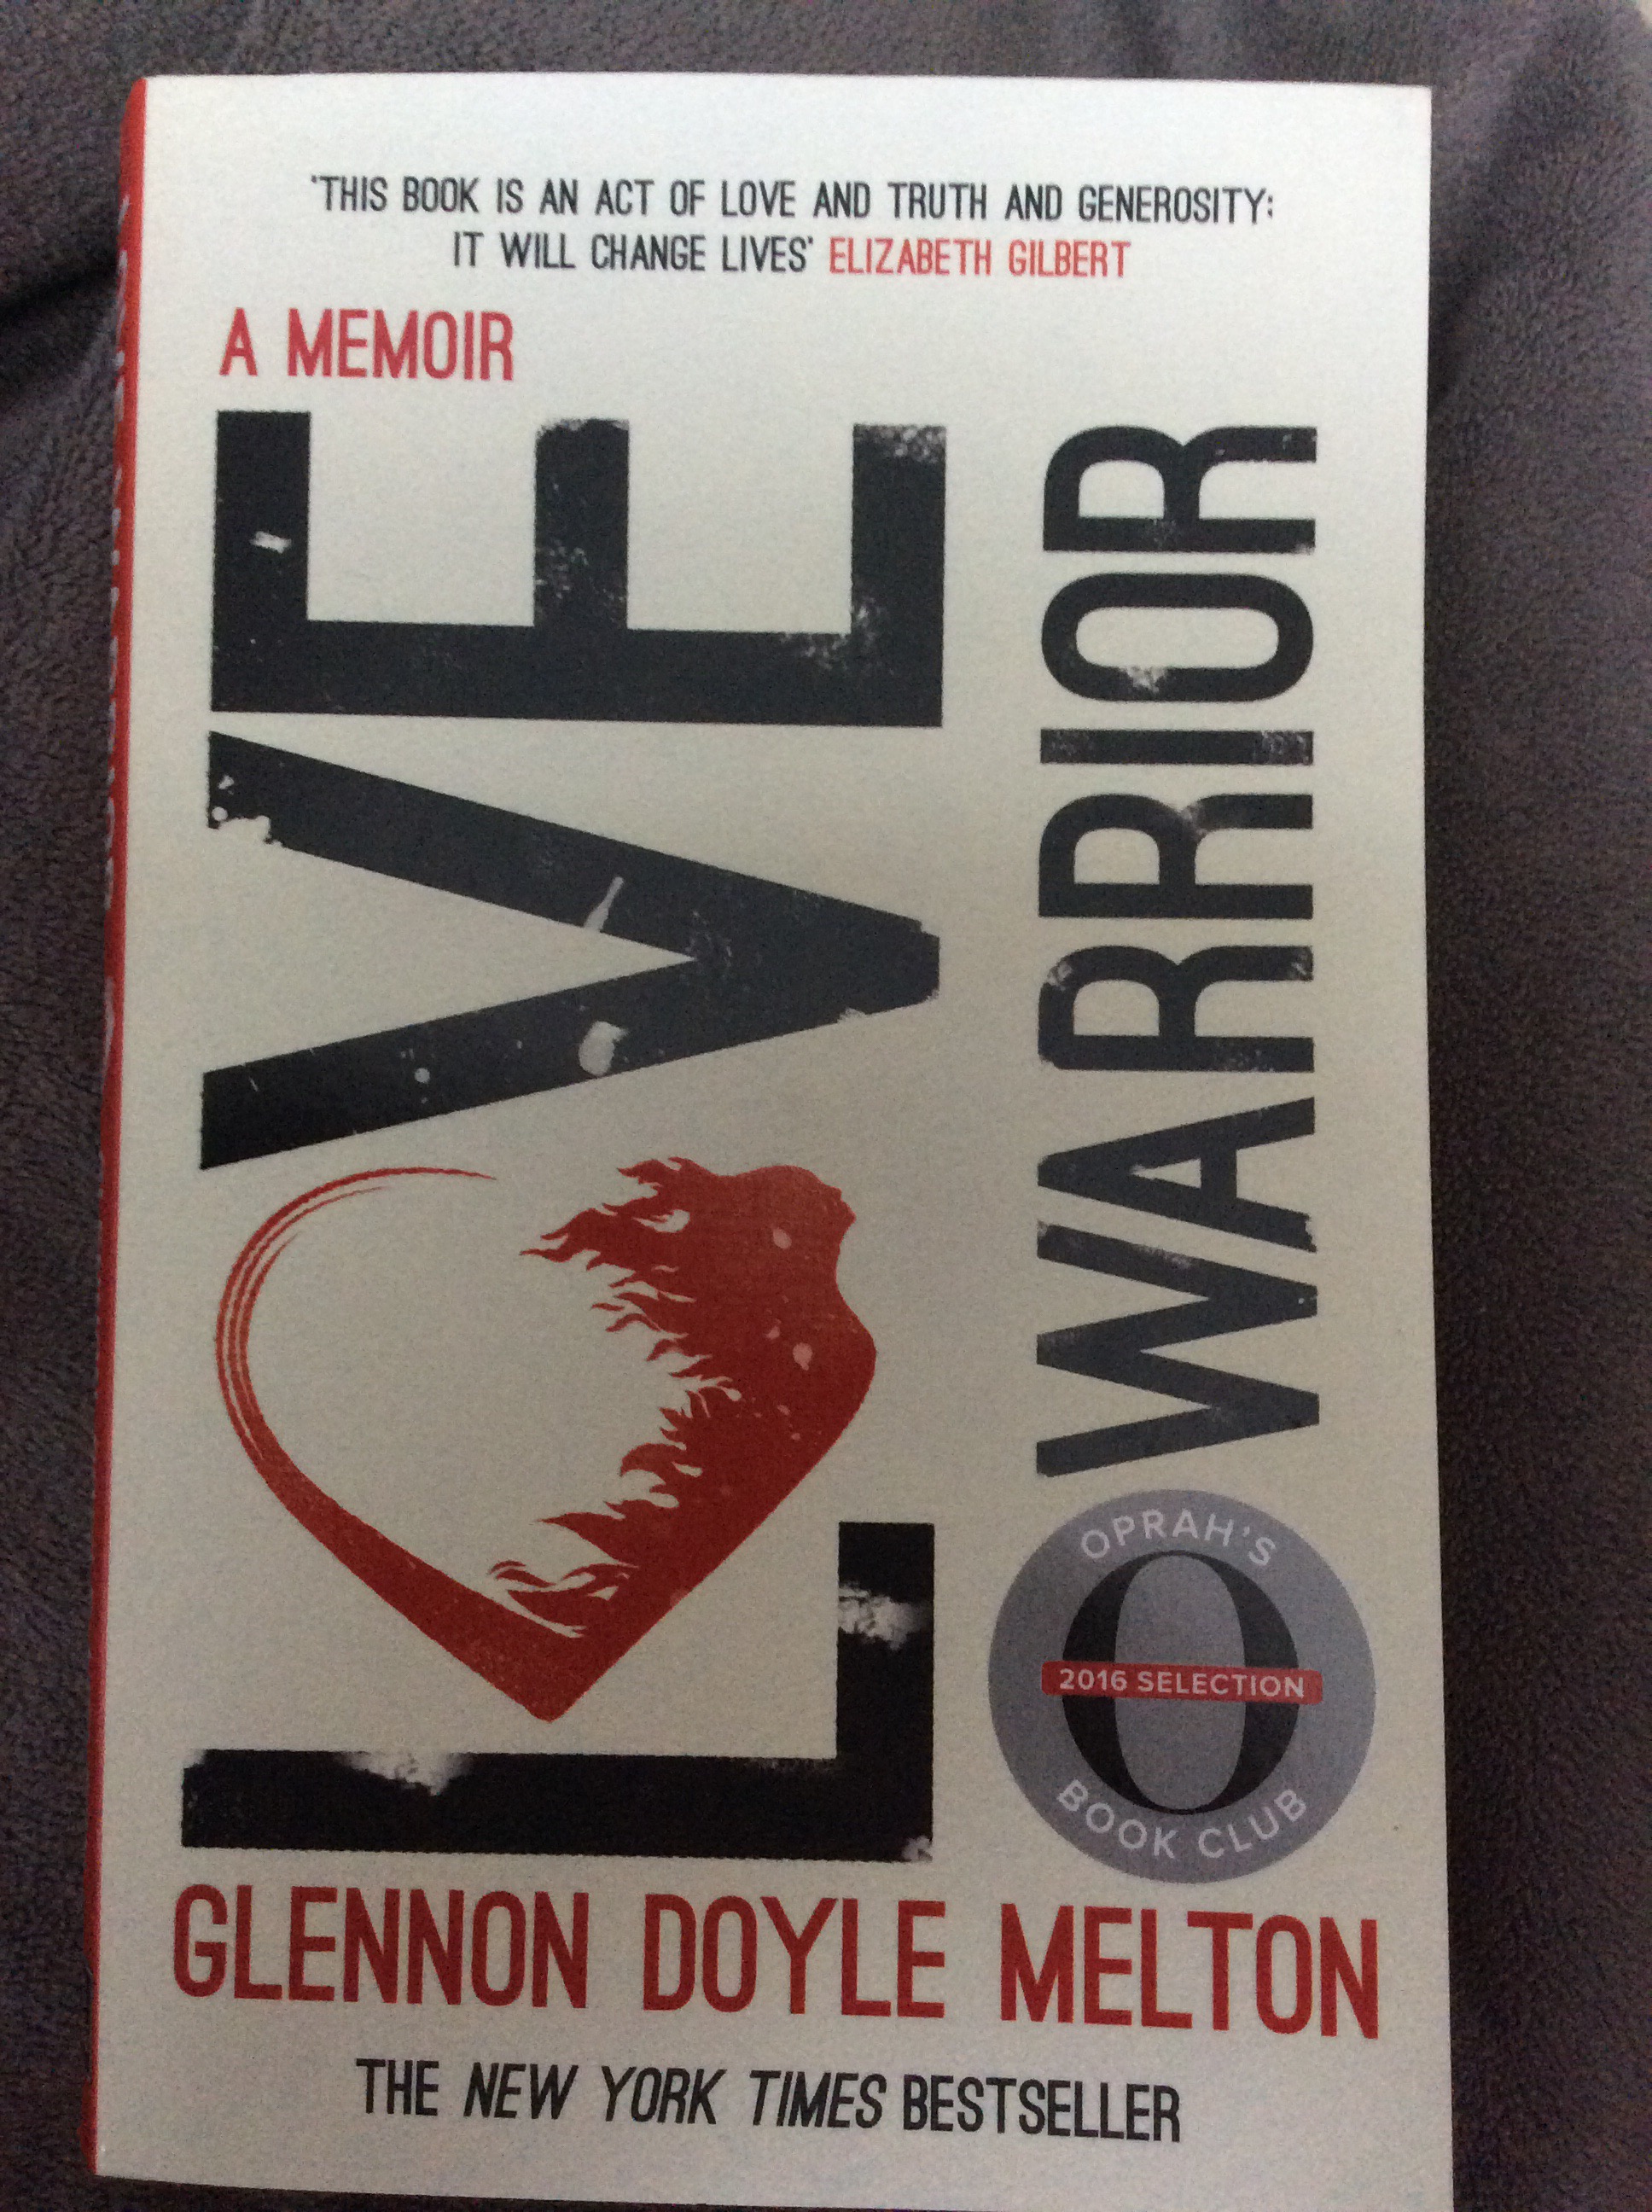 'THIS BOOK IS AN ACT OF LOVE AND TRUTH AND GENEROSITY:
IT WILL CHANGE LIVES' ELIZABETH GILBERT
A MEMOIR
L VE
WARRIOR
OPRAH'S
O
2016 SELECTION
BOOK CLUB
GLENNON DOYLE MELTON
THE NEW YORK TIMES BESTSELLER